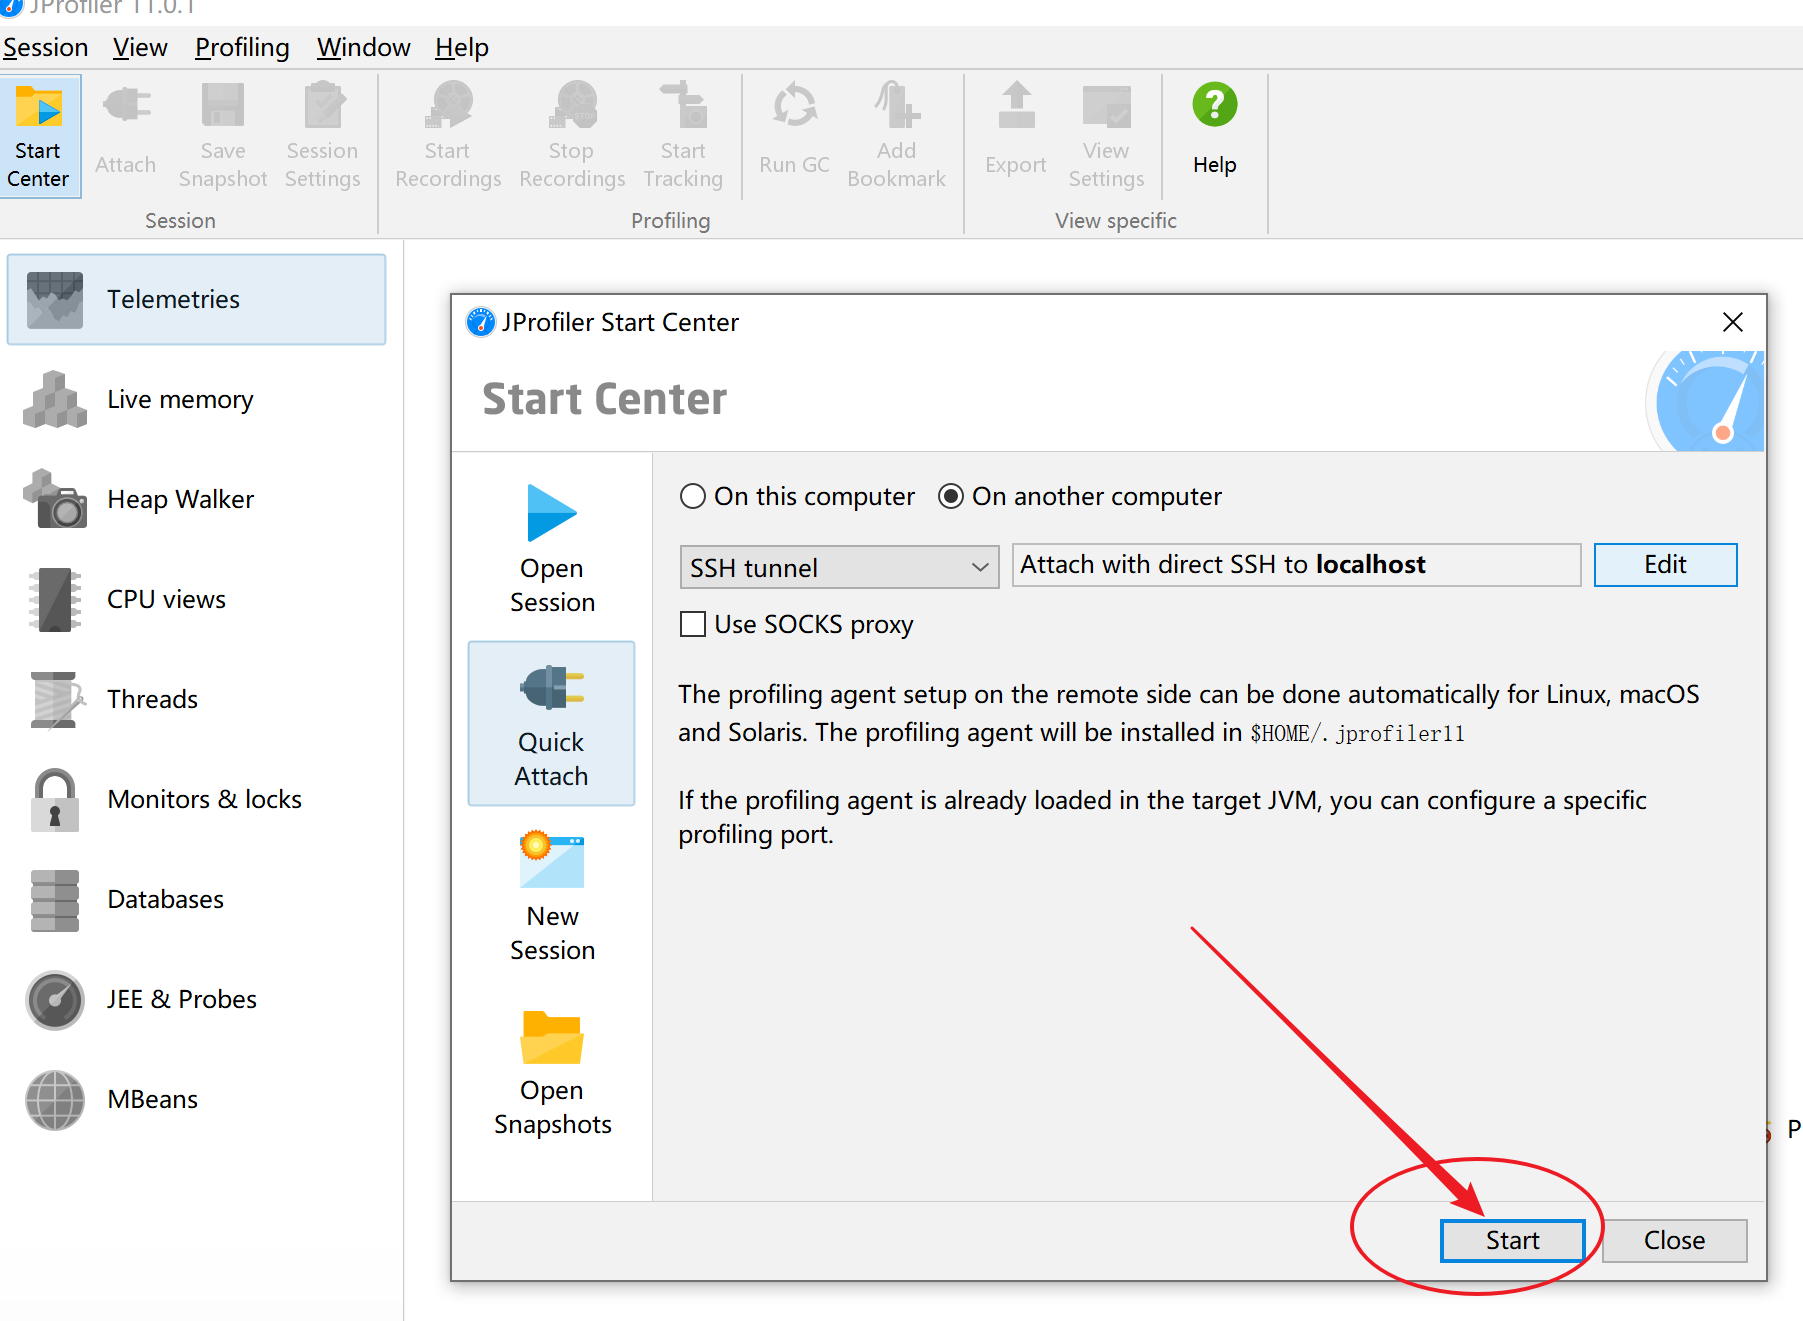 JProfiler 11.0.1
Session View Profiling Window Help
Start Center
Attach
Save Snapshot
Session Settings
Start Recordings
Stop Recordings
Start Tracking
Run GC
Add Bookmark
Export
View Settings
Help
Session
Profiling
View specific
Telemetries
Live memory
Heap Walker
CPU views
Threads
Monitors & locks
Databases
JEE & Probes
MBeans
JProfiler Start Center
Start Center
Open
Session
Quick
Attach
New
Session
Open
Snapshots
On this computer On another computer
SSH tunnel Attach with direct SSH to localhost Edit
Use SOCKS proxy
The profiling agent setup on the remote side can be done automatically for Linux, macOS
and Solaris. The profiling agent will be installed in $HOME/.jprofiler11
If the profiling agent is already loaded in the target JVM, you can configure a specific
profiling port.
P
Start Close